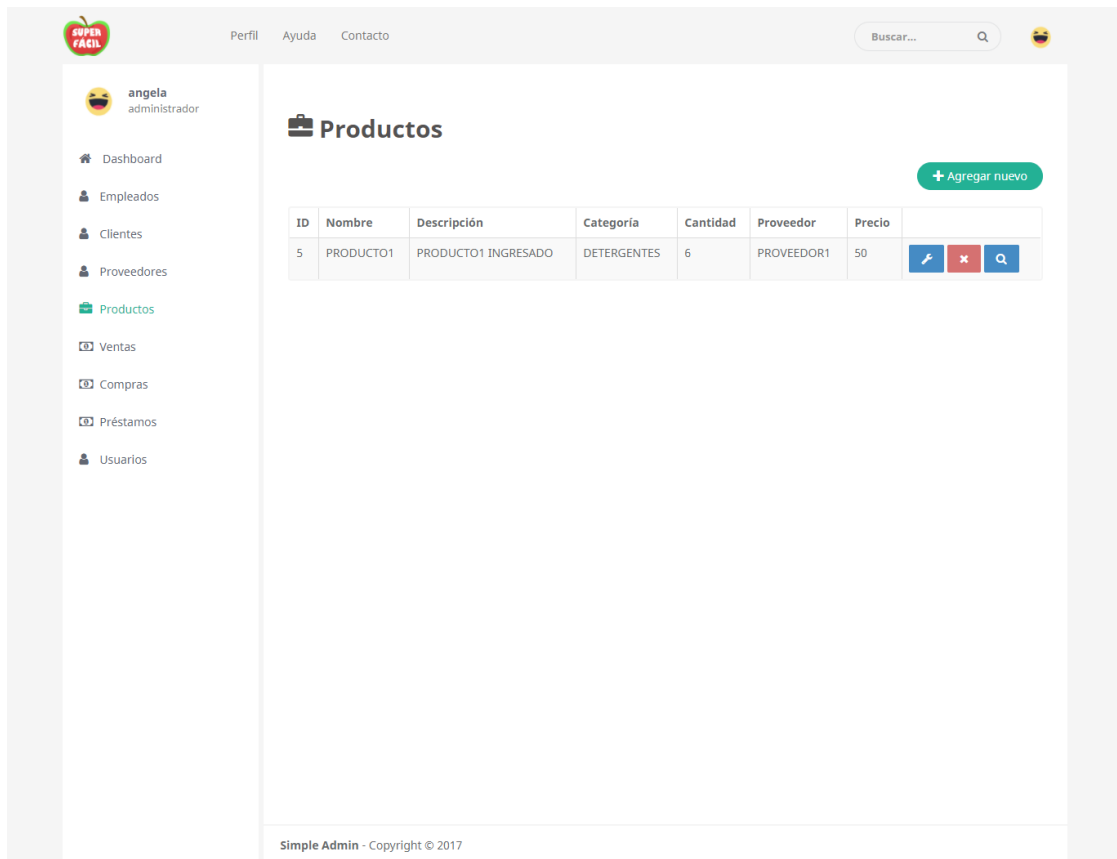 SUPER
FACIL
Perfil Ayuda Contacto Buscar...
angela
administrador
Dashboard
Empleados
Clientes
Proveedores
Productos
Ventas
Compras
Préstamos
Usuarios
Productos
Agregar nuevo
ID Nombre Descripción Categoría Cantidad Proveedor Precio
5 PRODUCTO1 PRODUCTO1 INGRESADO DETERGENTES 6 PROVEEDOR1 50
Simple Admin - Copyright © 2017